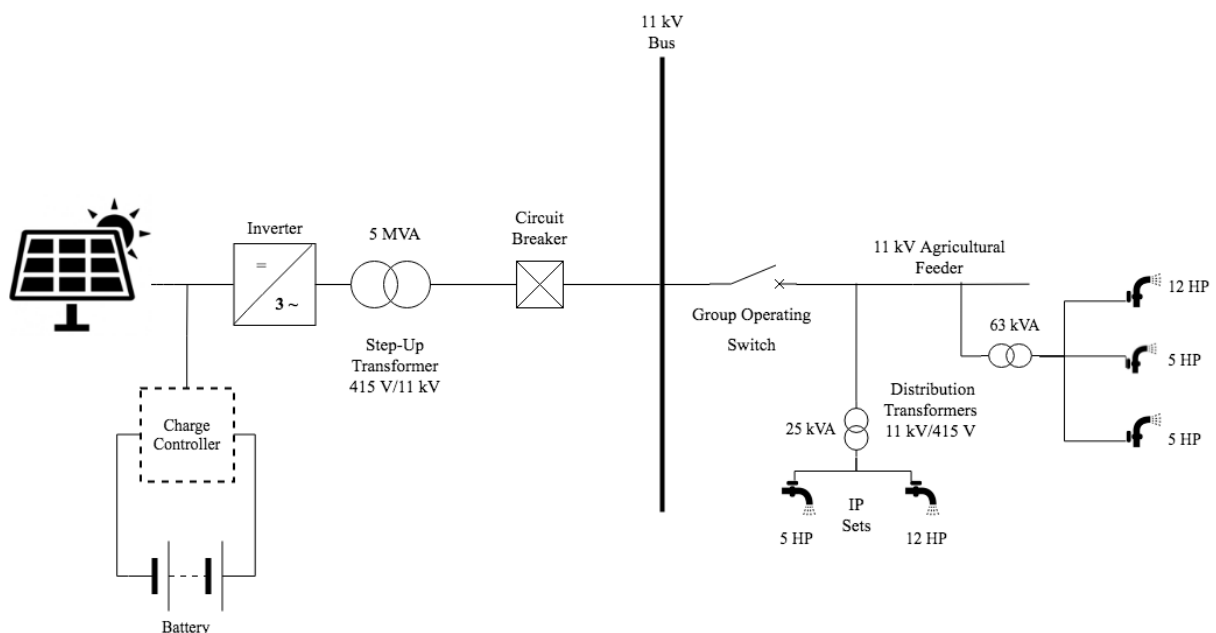 11 kV
Bus
Inverter
=
3 ~
5 MVA
Step-Up
Transformer
415 V/11 kV
Circuit
Breaker
Charge
Controller
Battery
Group Operating
Switch
11 kV Agricultural
Feeder
63 kVA
12 HP
5 HP
5 HP
Distribution
Transformers
11 kV/415 V
25 kVA
IP
Sets
5 HP
12 HP